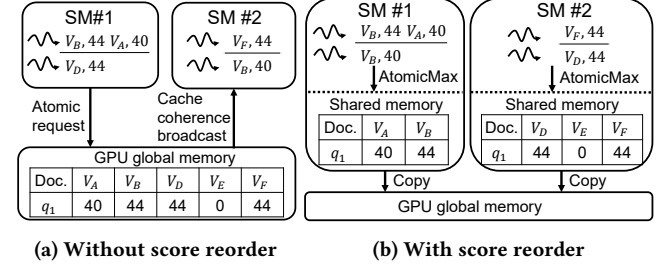 SM#1
V_B, 44 V_A, 40
V_D, 44
SM #2
V_F, 44
V_B, 40
Atomic
request
Cache
coherence
broadcast
GPU global memory
Doc. V_A V_B V_D V_E V_F
q_1 40 44 44 0 44
(a) Without score reorder
SM #1
V_B, 44 V_A, 40
V_B, 40
AtomicMax
Shared memory
Doc. V_A V_B
q_1 40 44
Copy
SM #2
V_F, 44
V_D, 44
AtomicMax
Shared memory
Doc. V_D V_E V_F
q_1 44 0 44
Copy
GPU global memory
(b) With score reorder